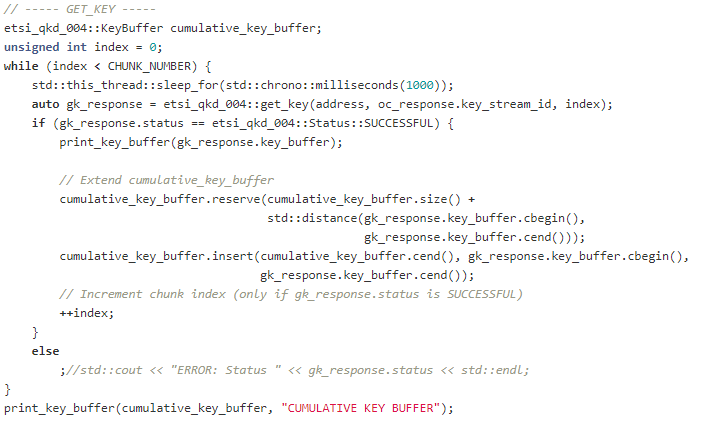 // ----- GET_KEY -----
etsi_qkd_004::KeyBuffer cumulative_key_buffer;
unsigned int index = 0;
while (index < CHUNK_NUMBER) {
    std::this_thread::sleep_for(std::chrono::milliseconds(1000));
    auto gk_response = etsi_qkd_004::get_key(address, oc_response.key_stream_id, index);
    if (gk_response.status == etsi_qkd_004::Status::SUCCESSFUL) {
        print_key_buffer(gk_response.key_buffer);

        // Extend cumulative_key_buffer
        cumulative_key_buffer.reserve(cumulative_key_buffer.size() +
                                      std::distance(gk_response.key_buffer.cbegin(),
                                                    gk_response.key_buffer.cend()));
        cumulative_key_buffer.insert(cumulative_key_buffer.cend(), gk_response.key_buffer.cbegin(),
                                     gk_response.key_buffer.cend());
        // Increment chunk index (only if gk_response.status is SUCCESSFUL)
        ++index;
    }
    else
        ;//std::cout << "ERROR: Status " << gk_response.status << std::endl;
}
print_key_buffer(cumulative_key_buffer, "CUMULATIVE KEY BUFFER");